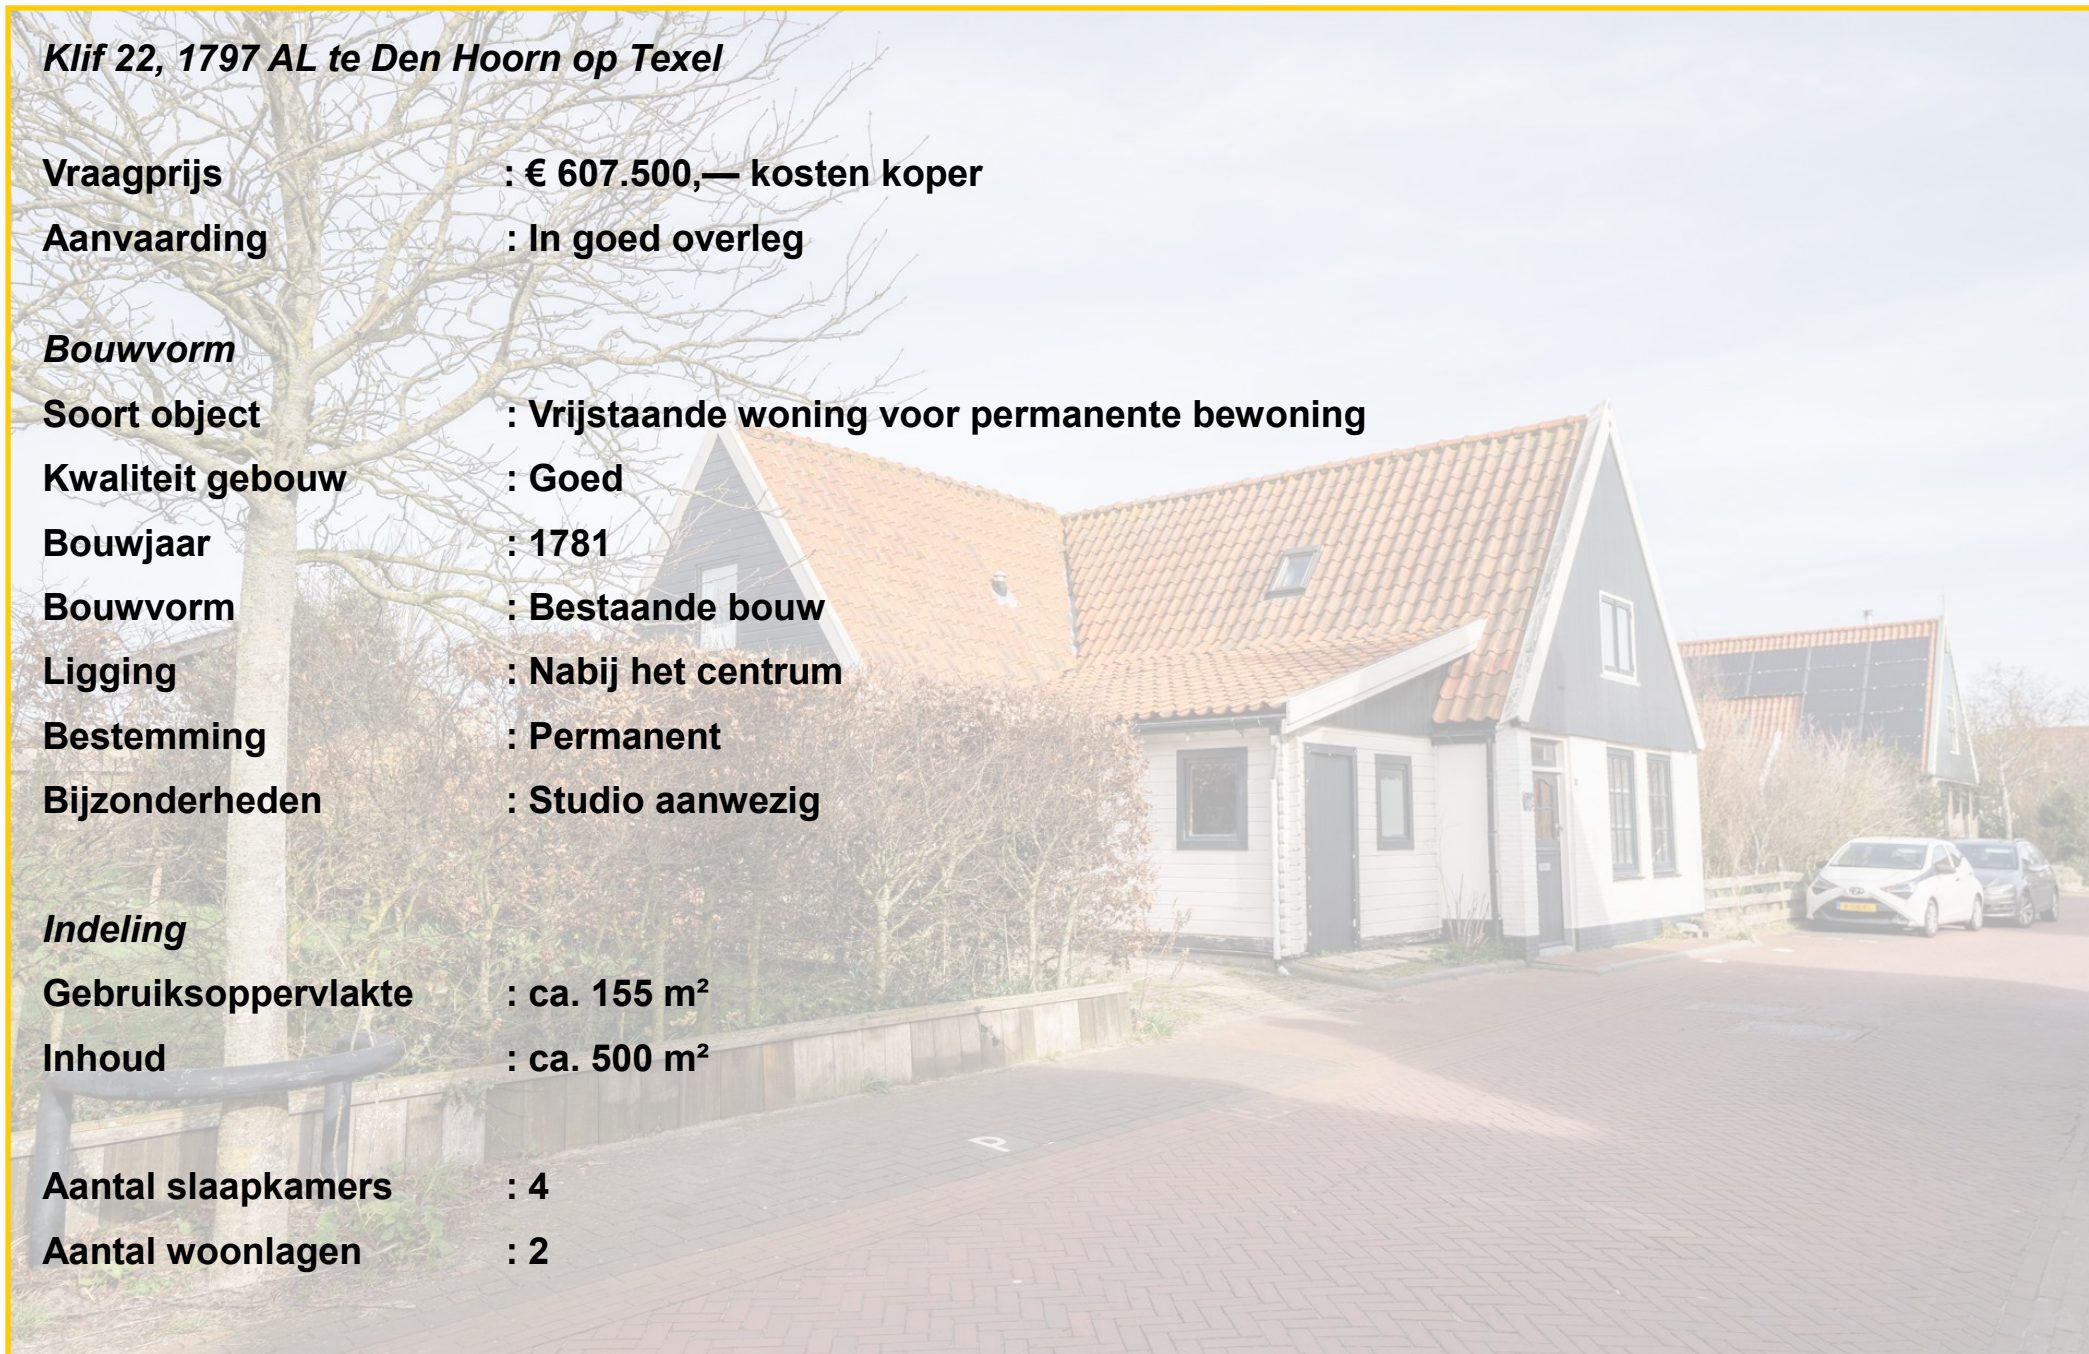 Klif 22, 1797 AL te Den Hoorn op Texel
Vraagprijs : € 607.500,— kosten koper
Aanvaarding : In goed overleg
Bouwvorm
Soort object : Vrijstaande woning voor permanente bewoning
Kwaliteit gebouw : Goed
Bouwjaar : 1781
Bouwvorm : Bestaande bouw
Ligging : Nabij het centrum
Bestemming : Permanent
Bijzonderheden : Studio aanwezig
Indeling
Gebruiksoppervlakte : ca. 155 m²
Inhoud : ca. 500 m²
P
Aantal slaapkamers : 4
Aantal woonlagen : 2